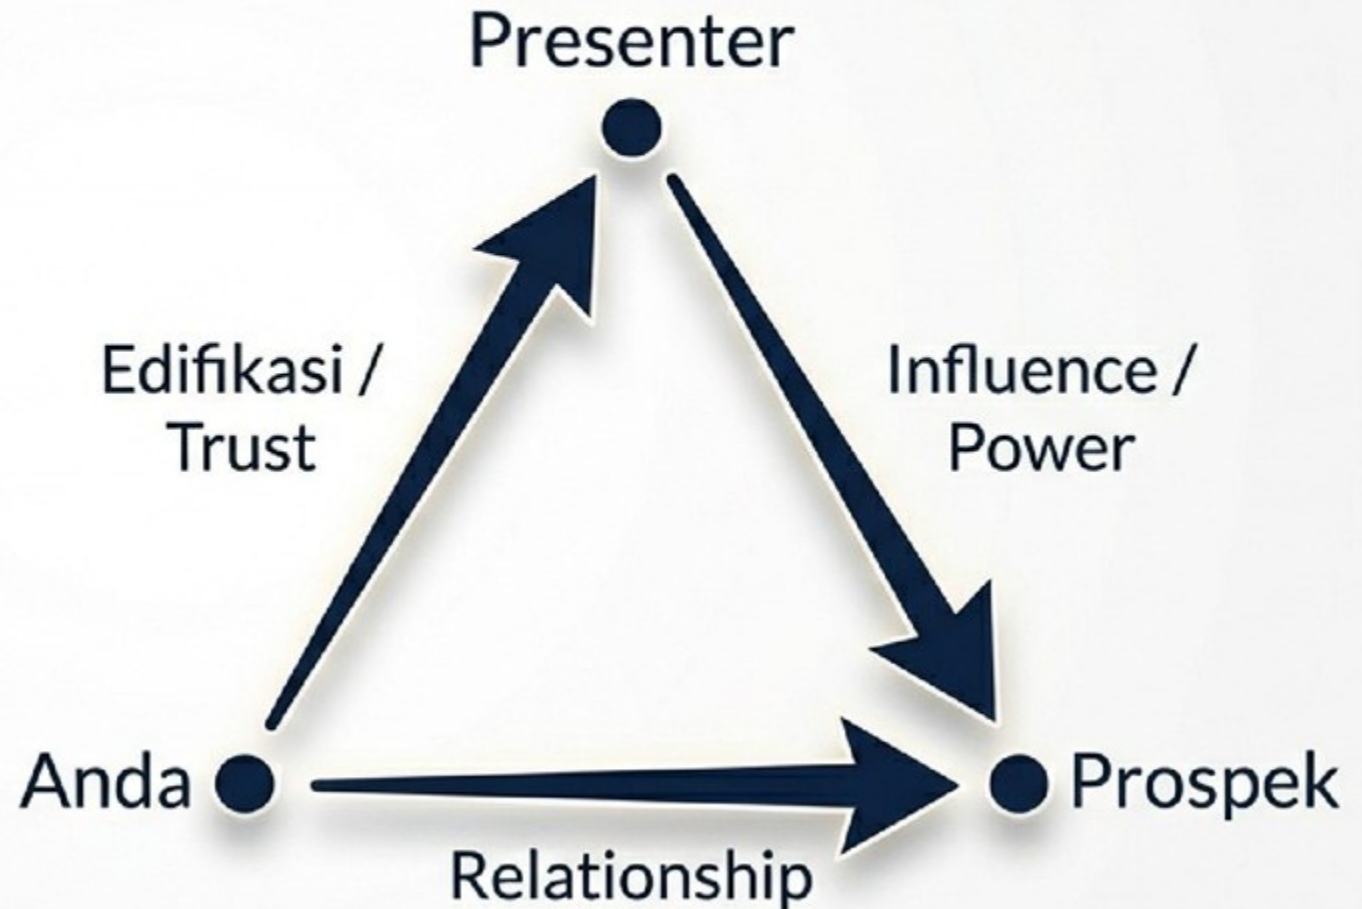 Presenter
Edifikasi /
Trust
Influence /
Power
Anda
Prospek
Relationship